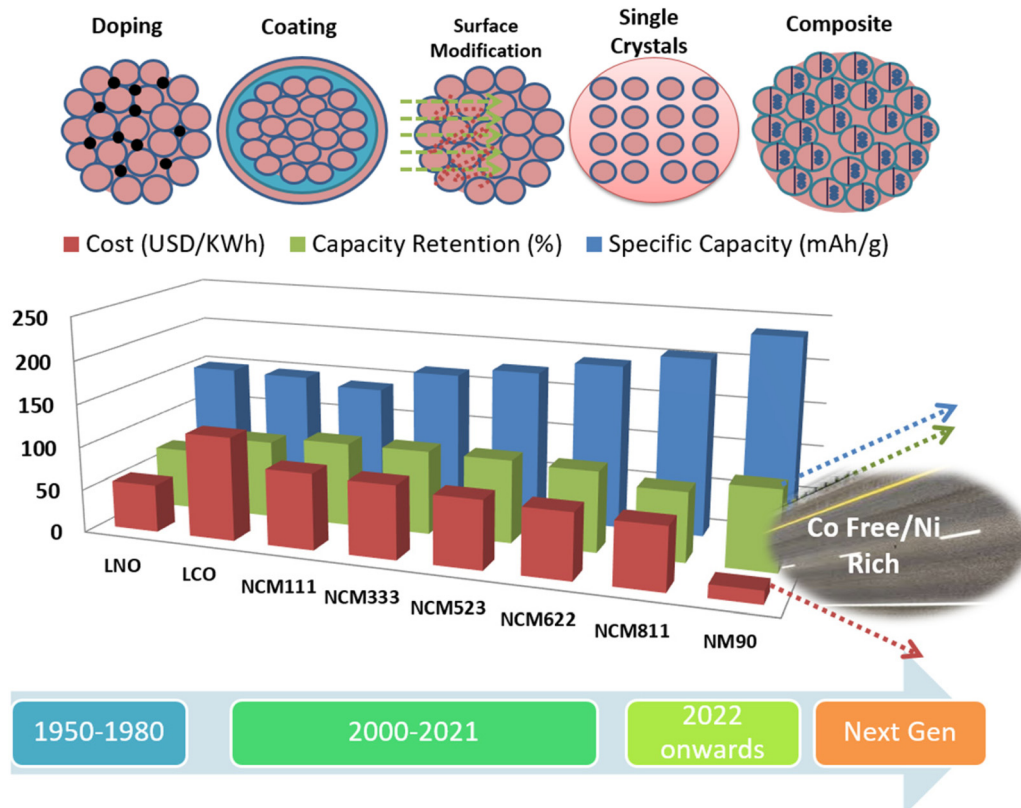 Doping
Coating
Surface
Modification
Single
Crystals
Composite
Cost (USD/KWh)
Capacity Retention (%)
Specific Capacity (mAh/g)
250
200
150
100
50
0
LNO
LCO
NCM111
NCM333
NCM523
NCM622
NCM811
NM90
Co Free/Ni
Rich
1950-1980
2000-2021
2022
onwards
Next Gen